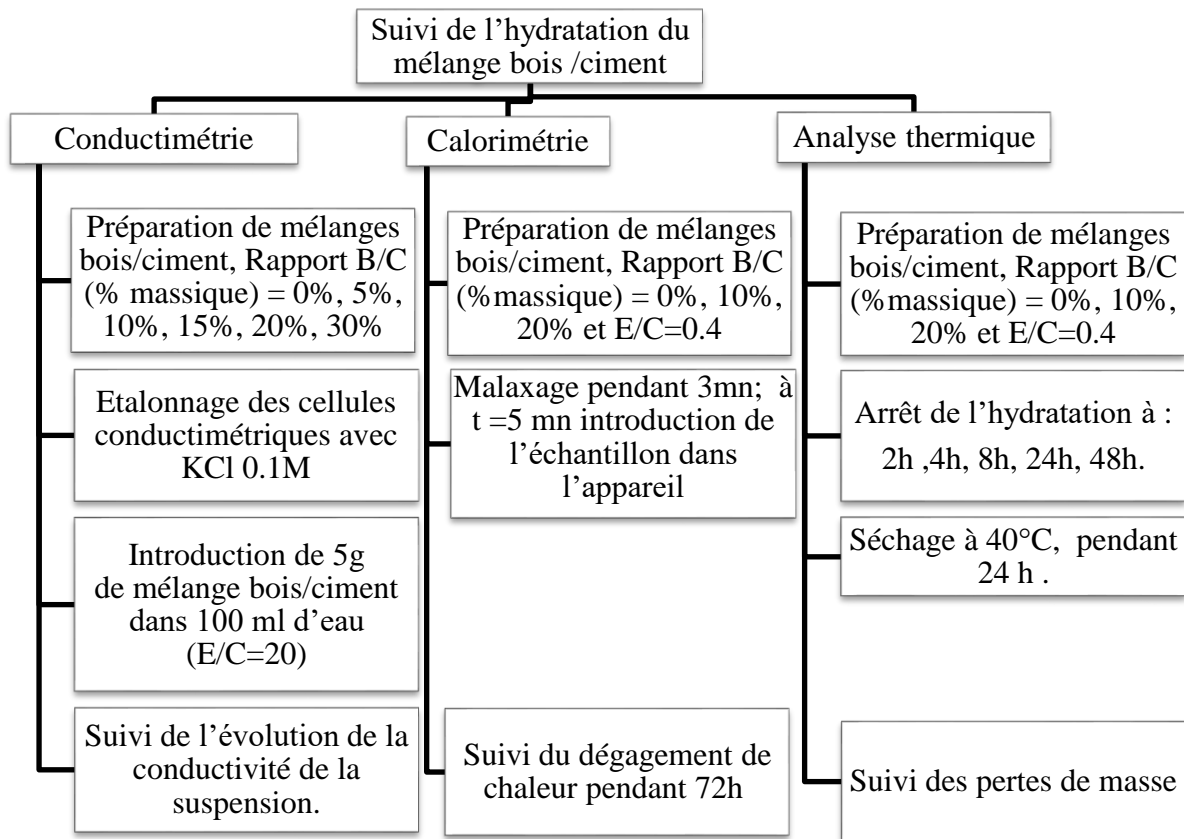 Suivi de l’hydratation du
mélange bois /ciment
Conductimétrie
Calorimétrie
Analyse thermique
Préparation de mélanges
bois/ciment, Rapport B/C
(% massique) = 0%, 5%,
10%, 15%, 20%, 30%
Etalonnage des cellules
conductimétriques avec
KCl 0.1M
Introduction de 5g
de mélange bois/ciment
dans 100 ml d’eau
(E/C=20)
Suivi de l’évolution de la
conductivité de la
suspension.
Préparation de mélanges
bois/ciment, Rapport B/C
(%massique) = 0%, 10%,
20% et E/C=0.4
Malaxage pendant 3mn; à
t =5 mn introduction de
l’échantillon dans
l’appareil
Suivi du dégagement de
chaleur pendant 72h
Préparation de mélanges
bois/ciment, Rapport B/C
(%massique) = 0%, 10%,
20% et E/C=0.4
Arrêt de l’hydratation à :
2h ,4h, 8h, 24h, 48h.
Séchage à 40°C, pendant
24 h .
Suivi des pertes de masse